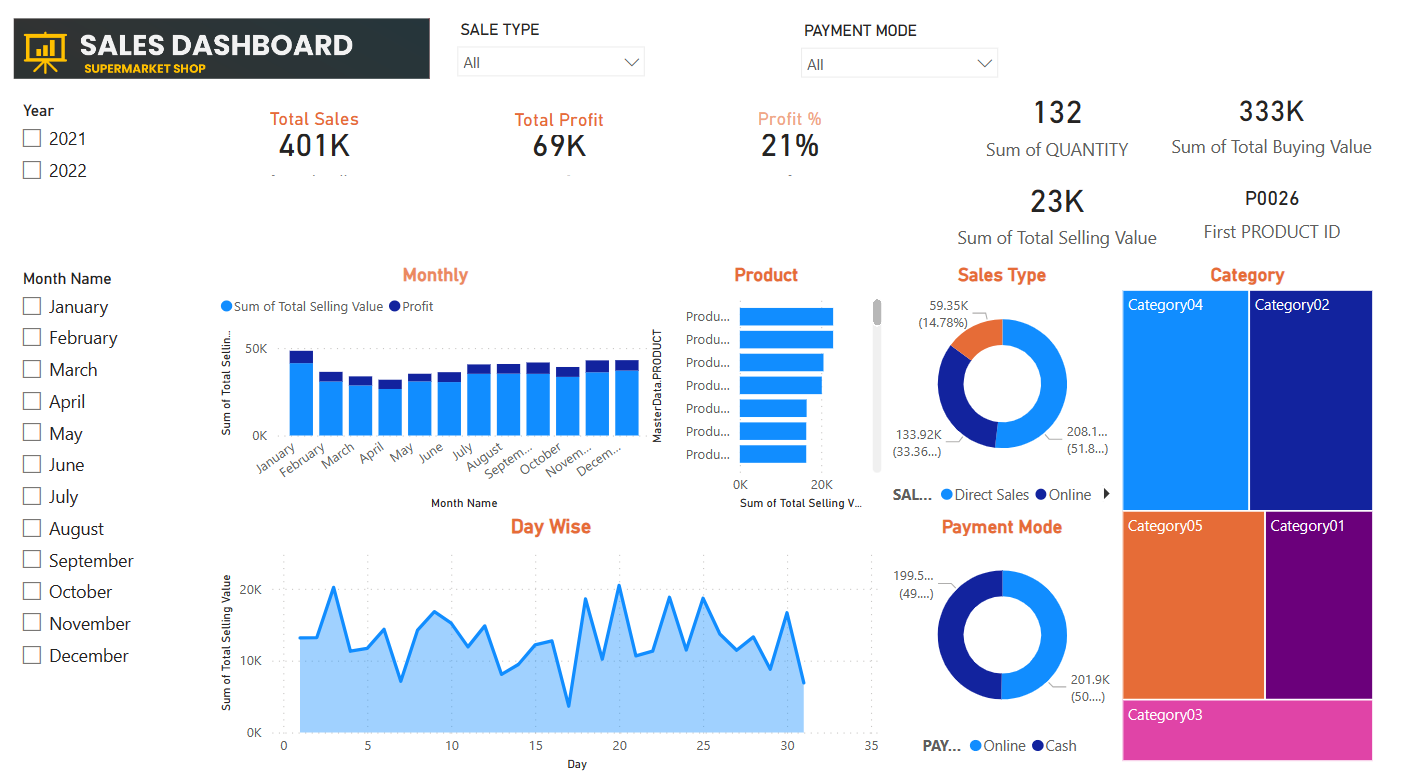 SALES DASHBOARD
SUPERMARKET SHOP
SALE TYPE
All
PAYMENT MODE
All
Year
2021
2022
Total Sales
401K
Total Profit
69K
Profit %
21%
132
Sum of QUANTITY
333K
Sum of Total Buying Value
23K
Sum of Total Selling Value
P0026
First PRODUCT ID
Month Name
January
February
March
April
May
June
July
August
September
October
November
December
Monthly
Sum of Total Selling Value Profit
Sum of Total Sellin...
50K
0K
January
February
March
April
May
June
July
August
Septem...
October
Novem...
Decem...
Month Name
Product
MasterData.PRODUCT
Produ...
Produ...
Produ...
Produ...
Produ...
Produ...
Produ...
0K 20K
Sum of Total Selling V...
Sales Type
59.35K
(14.78%)
133.92K
(33.36...)
208.1...
(51.8...)
SAL... Direct Sales Online
Category
Category04
Category02
Category05
Category01
Category03
Day Wise
Sum of Total Selling Value
20K
10K
0K
0 5 10 15 20 25 30 35
Day
Payment Mode
199.5...
(49....)
201.9K
(50....)
PAY... Online Cash